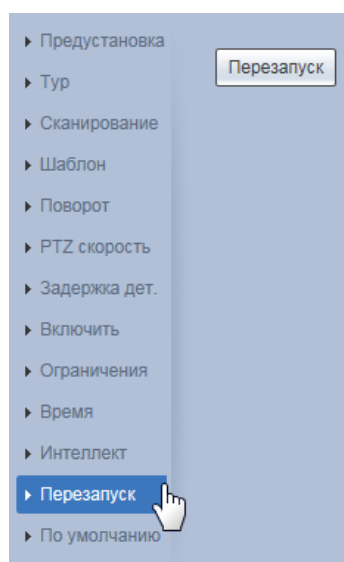 Предустановка
Тур
Сканирование
Шаблон
Поворот
PTZ скорость
Задержка дет.
Включить
Ограничения
Время
Интеллект
Перезапуск
По умолчанию
Перезапуск